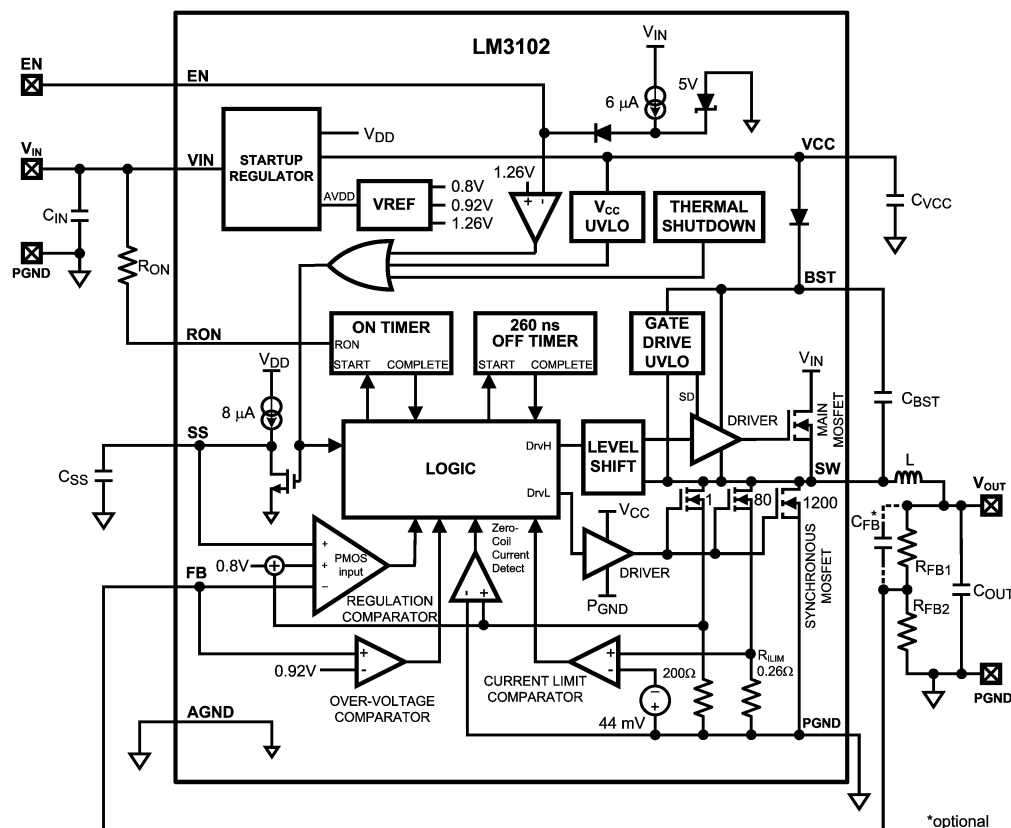 LM3102
EN
EN
VIN
6 µA
5V
VDD
VIN
VIN
STARTUP
REGULATOR
VCC
AVDD
VREF
0.8V
0.92V
1.26V
1.26V
+ -
VCC
UVLO
THERMAL
SHUTDOWN
CVCC
CIN
PGND
RON
BST
RON
ON TIMER
RON
START COMPLETE
260 ns
OFF TIMER
START COMPLETE
GATE
DRIVE
UVLO
SD
VIN
VDD
8 µA
DRIVER
MAIN
MOSFET
CBST
SS
CSS
LOGIC
DrvH
DrvL
LEVEL
SHIFT
SW
L
VOUT
1
80
1200
SYNCHRONOUS
MOSFET
VCC
DRIVER
PGND
CFB*
RFB1
RFB2
COUT
Zero-
Coil
Current
Detect
- +
+
+
-
PMOS
input
0.8V
+
FB
REGULATION
COMPARATOR
+
-
0.92V
OVER-VOLTAGE
COMPARATOR
CURRENT LIMIT
COMPARATOR
+
-
-
+
44 mV
200Ω
RILIM
0.26Ω
AGND
PGND
PGND
*optional